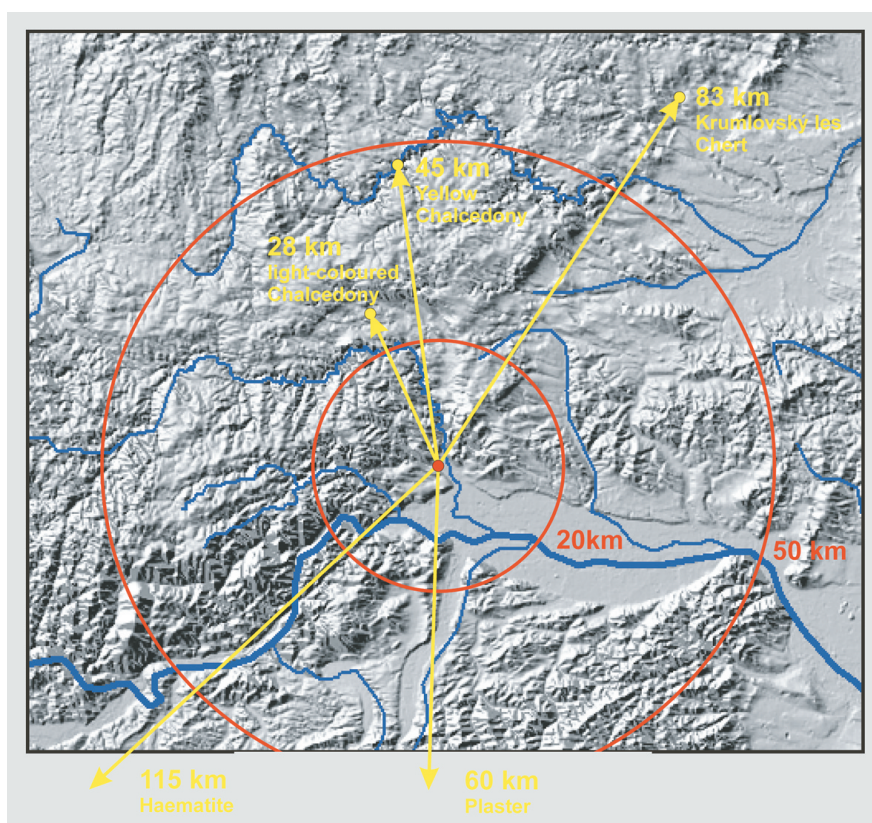 83 km
Krumlovsky les
Chert
45 km
Yellow
Chalcedony
28 km
light-coloured
Chalcedony
20km
50 km
115 km
Haematite
60 km
Plaster